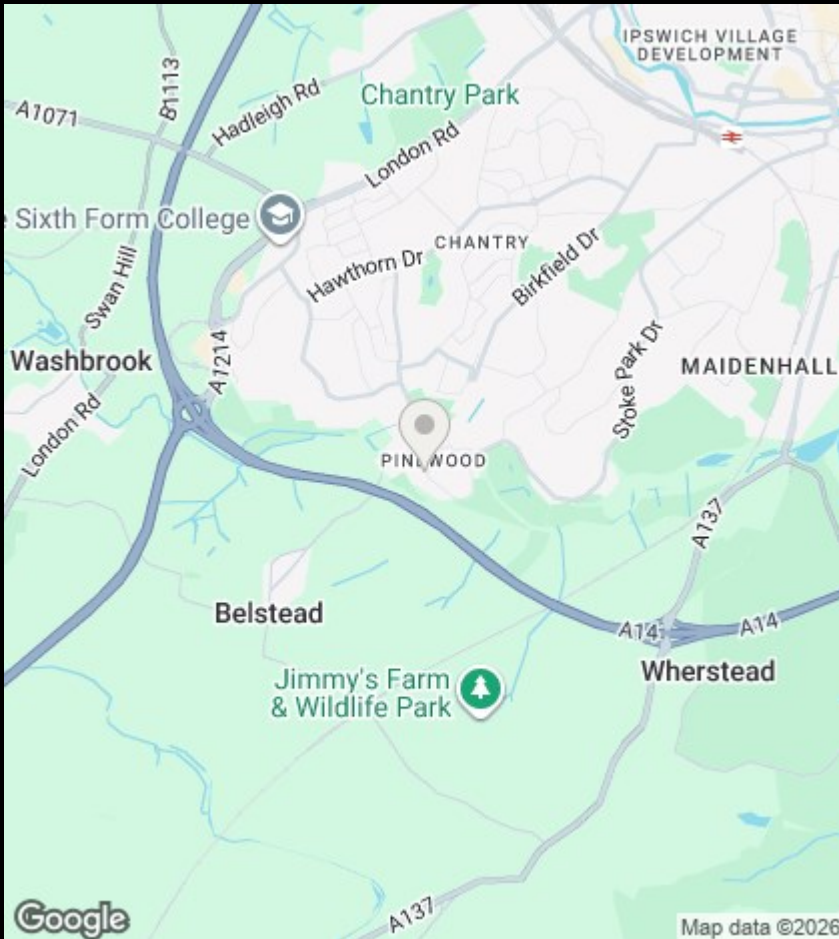 IPSWICH VILLAGE
DEVELOPMENT
B1113
A1071
Hadleigh Rd
Chantry Park
London Rd
e Sixth Form College
CHANTRY
Hawthorn Dr
Birkfield Dr
Swan Hill
Washbrook
A1214
Stoke Park Dr
MAIDENHALL
London Rd
PINEWOOD
A137
Belstead
A14
A14
Wherstead
Jimmy's Farm
& Wildlife Park
A137
Google
Map data ©2026